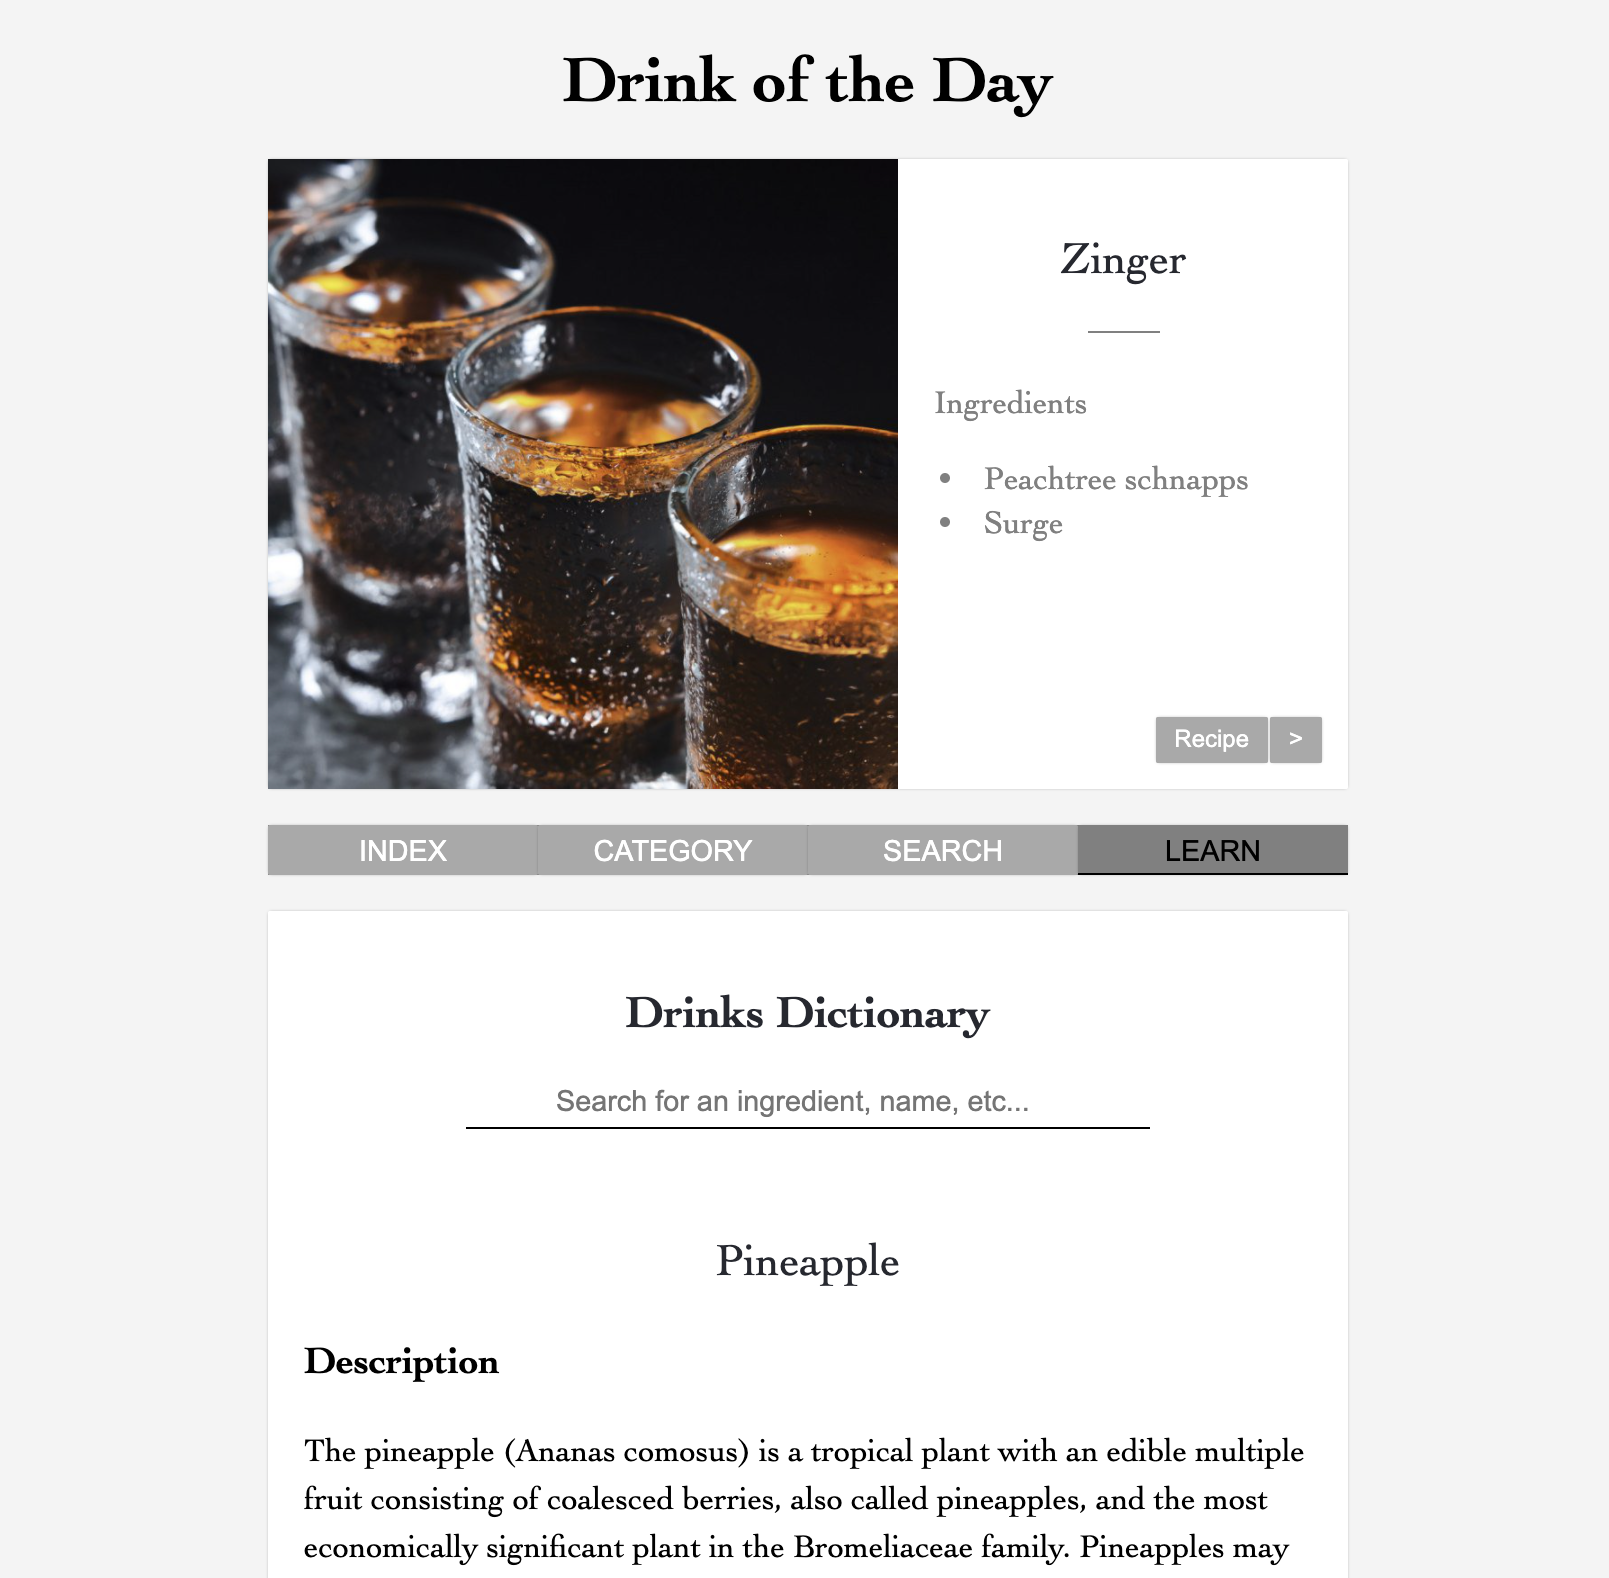 Drink of the Day
Zinger
Ingredients
• Peachtree schnapps
• Surge
Recipe >
INDEX CATEGORY SEARCH LEARN
Drinks Dictionary
Search for an ingredient, name, etc...
Pineapple
Description
The pineapple (Ananas comosus) is a tropical plant with an edible multiple
fruit consisting of coalesced berries, also called pineapples, and the most
economically significant plant in the Bromeliaceae family. Pineapples may